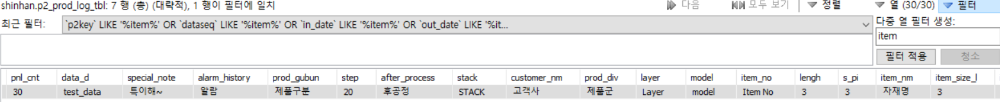 shinhan.p2_prod_log_tbl: 7 행 (총) (대략적), 1 행이 필터에 일치 다음 모두 보기 정렬 열 (30/30) 필터
최근 필터: `p2key` LIKE '%item%' OR `dataseq` LIKE '%item%' OR `in_date` LIKE '%item%' OR `out_date` LIKE '%it... 다중 열 필터 생성:
item
필터 적용 청소
pnl_cnt data_d special_note alarm_history prod_gubun step after_process stack customer_nm prod_div layer model item_no lengh s_pi item_nm item_size_l
30 test_data 특이해~ 알람 제품구분 20 후공정 STACK 고객사 제품군 Layer model Item No 3 3 자재명 3